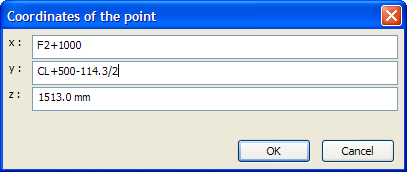 Coordinates of the point
x : F2+1000
y : CL+500-114.3/2
z : 1513.0 mm
OK Cancel